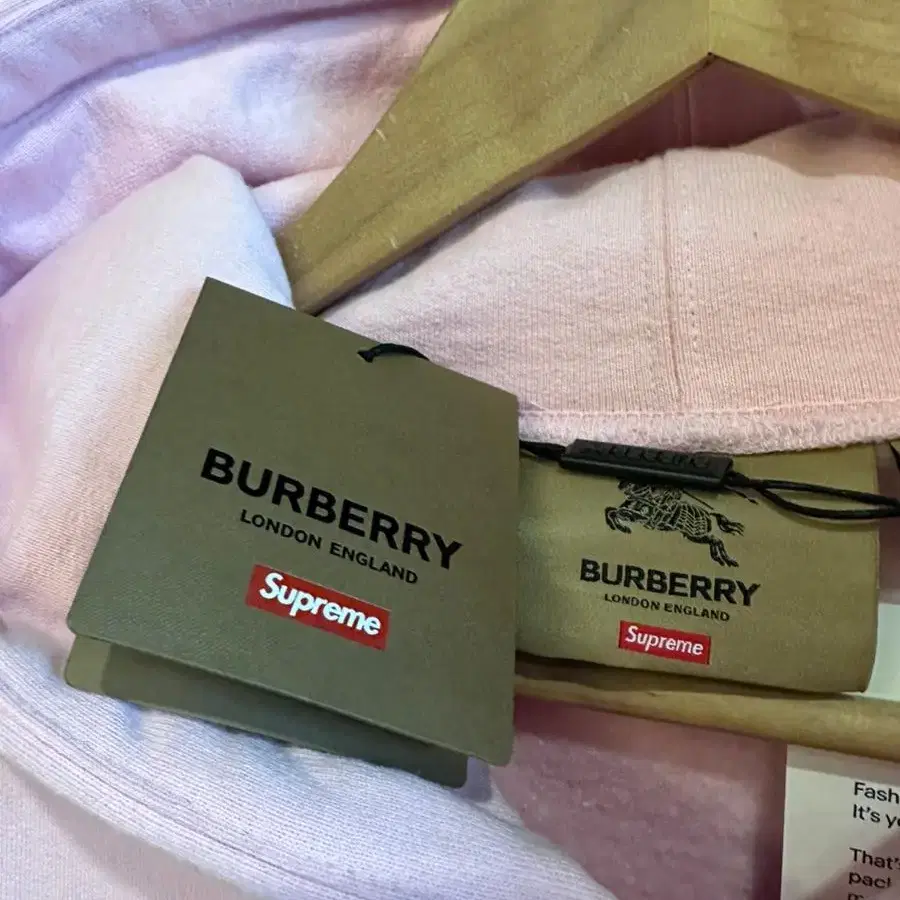 BURBERRY
LONDON ENGLAND
Supreme
BURBERRY
LONDON ENGLAND
Supreme
Fash
It's y
That's
pac